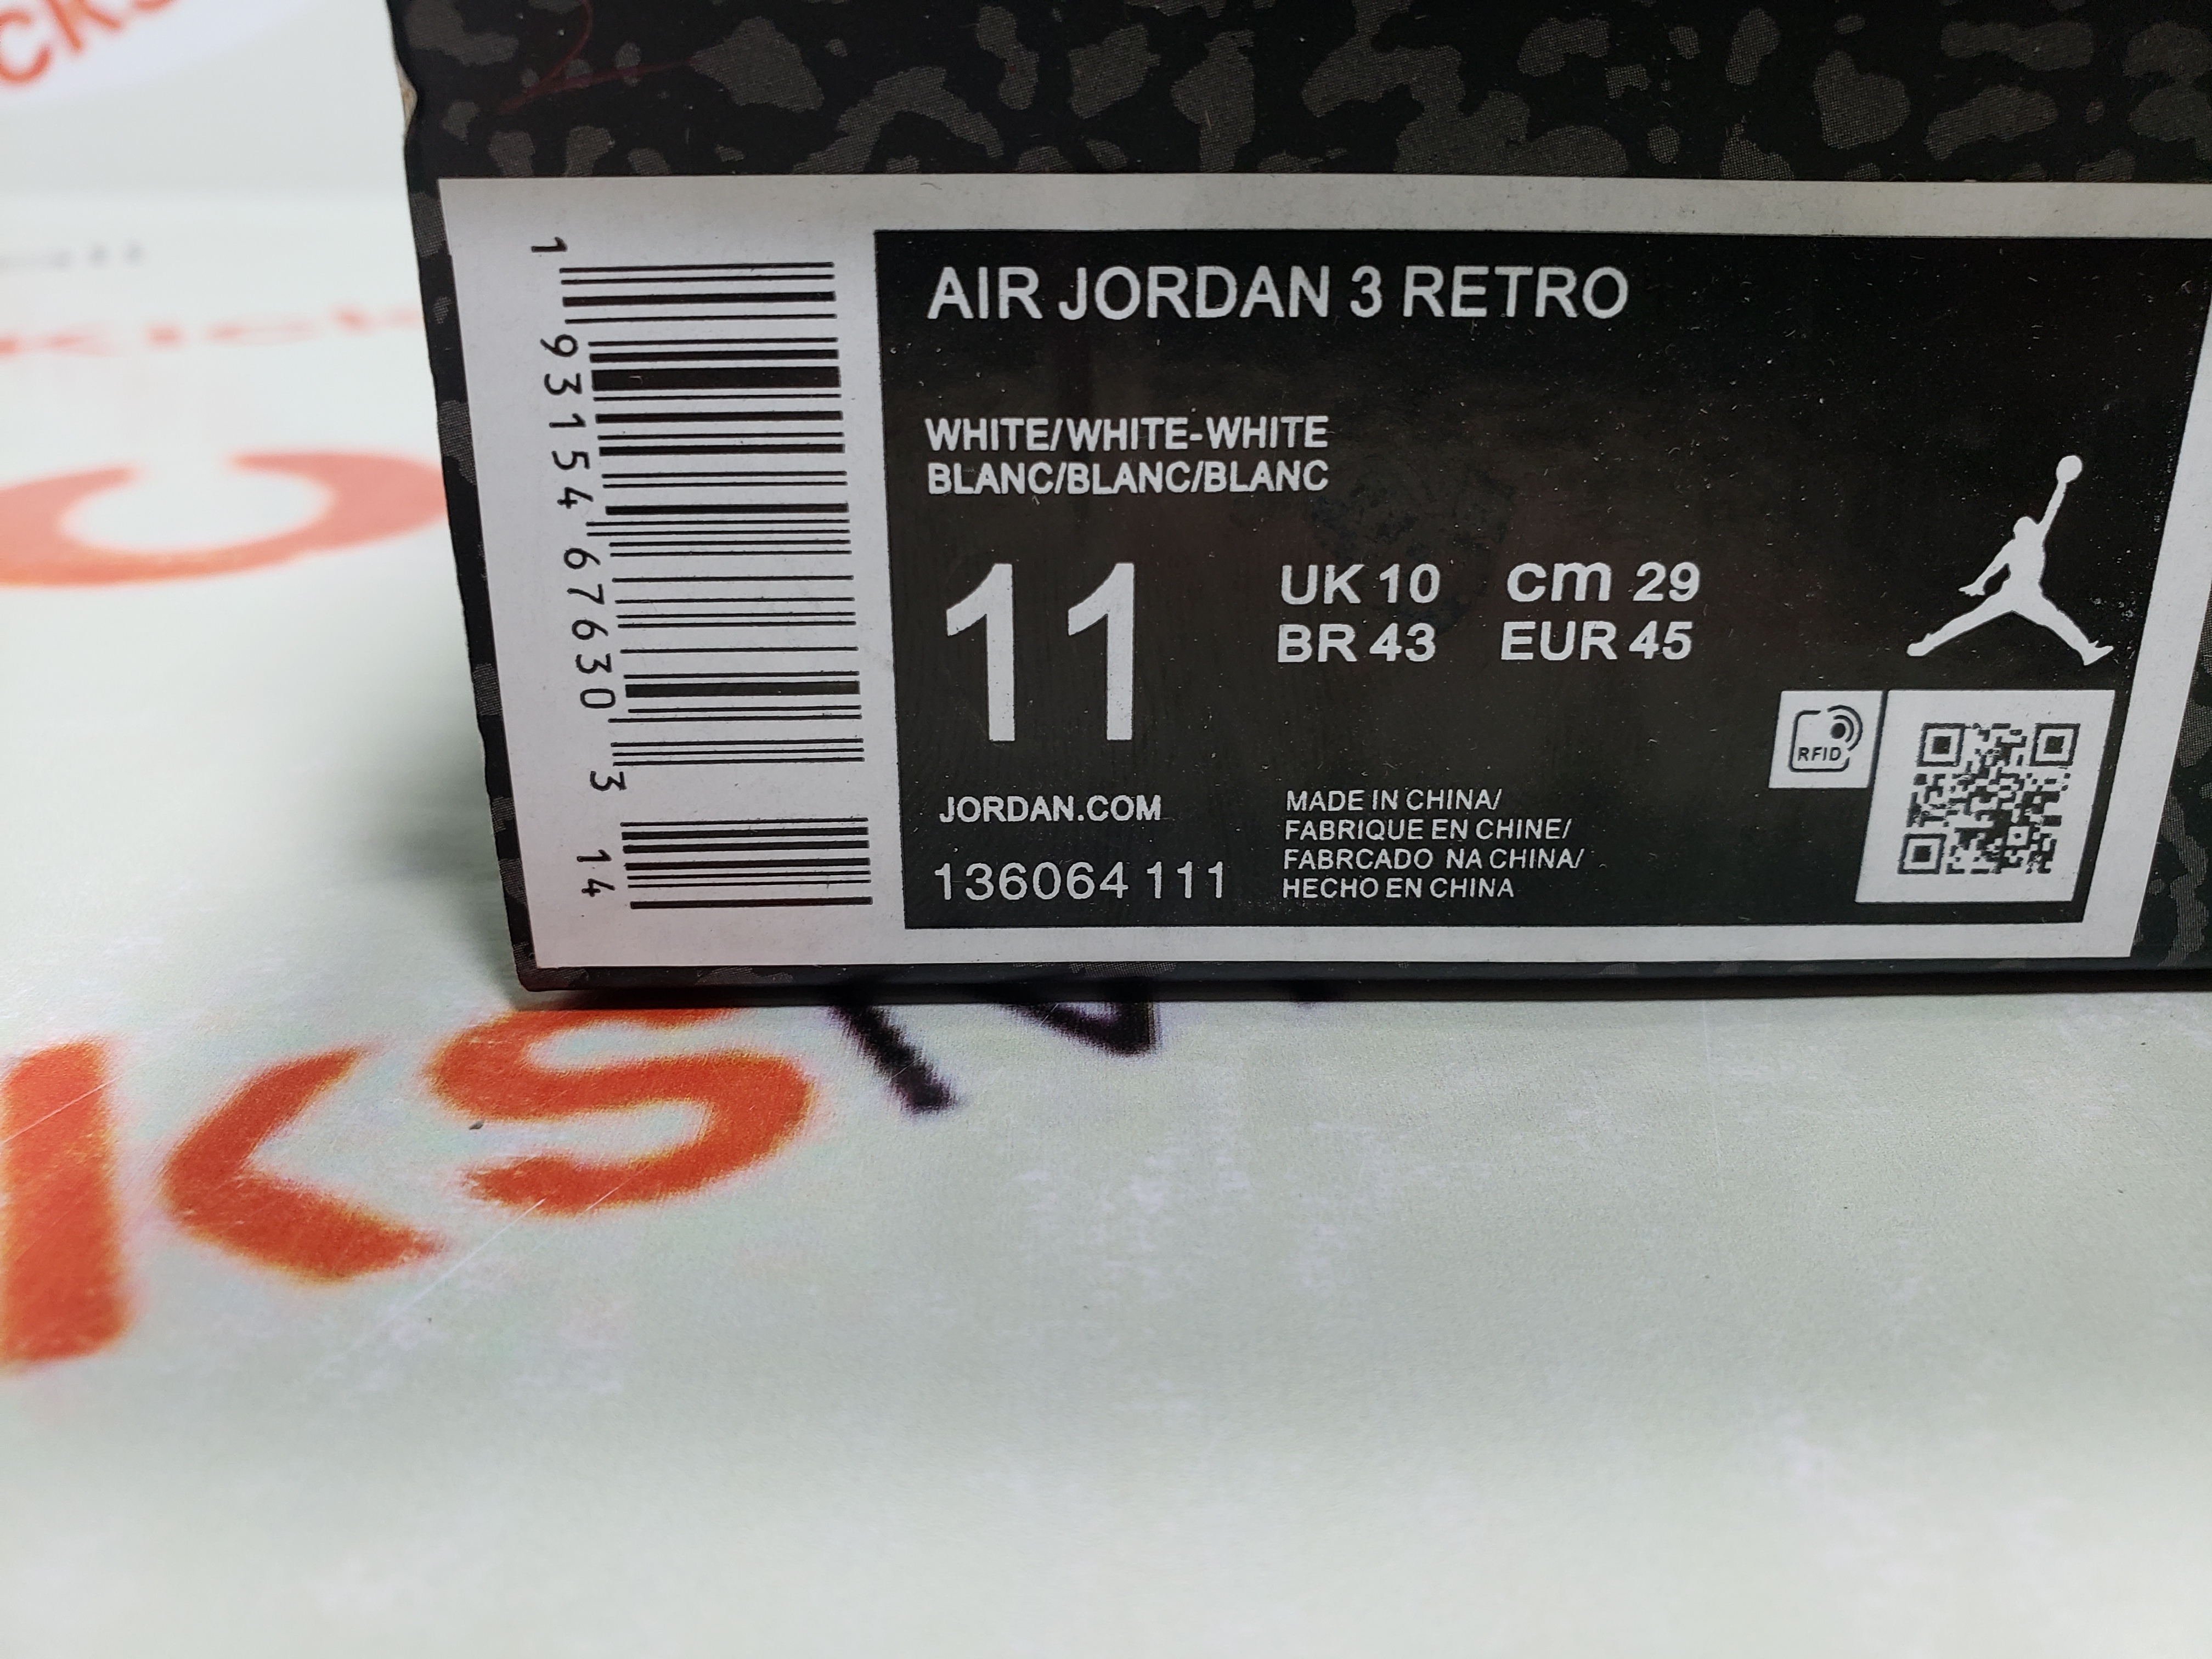 CKS
1 93154 67630 3 14
AIR JORDAN 3 RETRO
WHITE/WHITE-WHITE
BLANC/BLANC/BLANC
11
UK 10 cm 29
BR 43 EUR 45
RFID
JORDAN.COM
136064 111
MADE IN CHINA/
FABRIQUE EN CHINE/
FABRCADO NA CHINA/
HECHO EN CHINA
KS